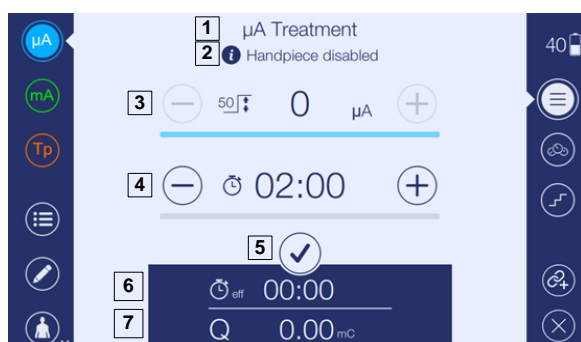 µA
mA
Tp
1 µA Treatment
2 i Handpiece disabled
3 50 0 µA
4 02:00
5
6 eff 00:00
7 Q 0.00 mC
40